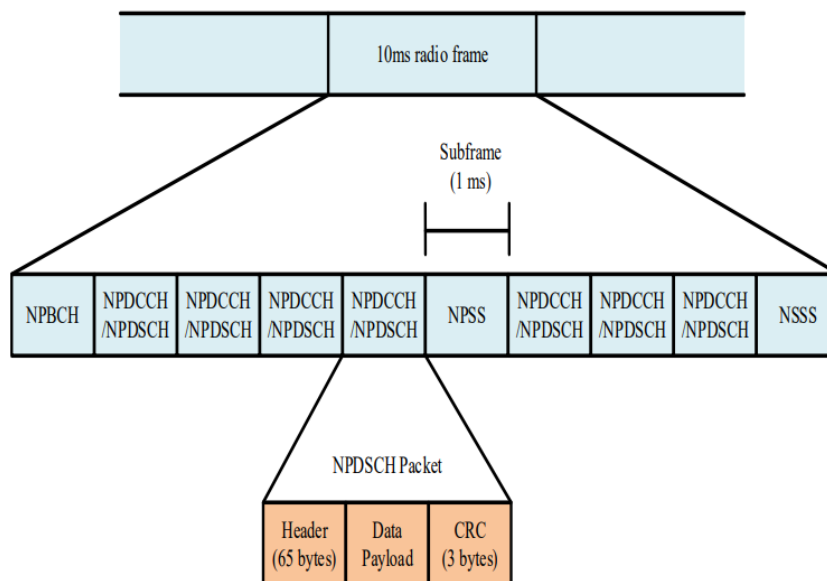 10ms radio frame
Subframe
(1 ms)
NPBCH
NPDCCH
/NPDSCH
NPDCCH
/NPDSCH
NPDCCH
/NPDSCH
NPDCCH
/NPDSCH
NPSS
NPDCCH
/NPDSCH
NPDCCH
/NPDSCH
NPDCCH
/NPDSCH
NSSS
NPDSCH Packet
Header
(65 bytes)
Data
Payload
CRC
(3 bytes)